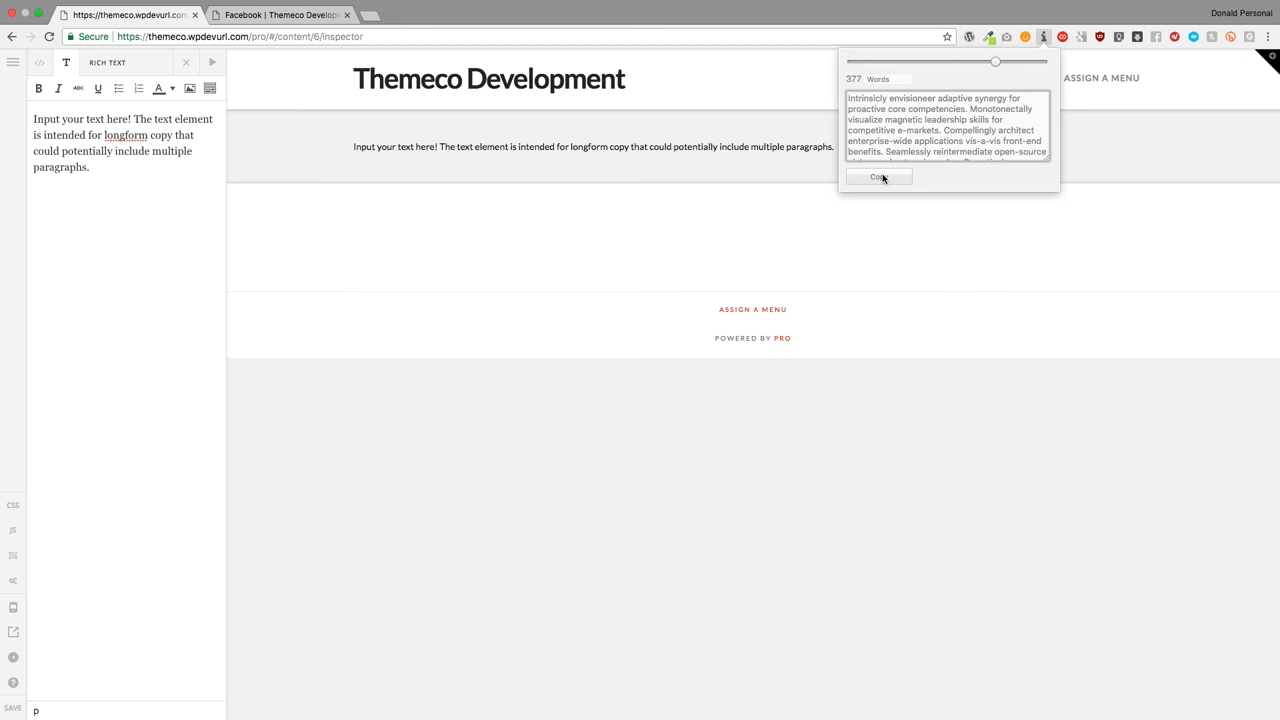 https://themeco.wpdevurl.com
Facebook | Themeco Develop
Donald Personal
Secure
https://themeco.wpdevurl.com/pro/#/content/6/inspector
T
RICH TEXT
B I ABC U A
Input your text here! The text element
is intended for longform copy that
could potentially include multiple
paragraphs.
Themeco Development
ASSIGN A MENU
Input your text here! The text element is intended for longform copy that could potentially include multiple paragraphs.
377 Words
Intrinsicly envisioneer adaptive synergy for
proactive core competencies. Monotonectally
visualize magnetic leadership skills for
competitive e-markets. Compellingly architect
enterprise-wide applications vis-a-vis front-end
benefits. Seamlessly reintermediate open-source
ASSIGN A MENU
POWERED BY PRO
CSS
JS
SAVE
p